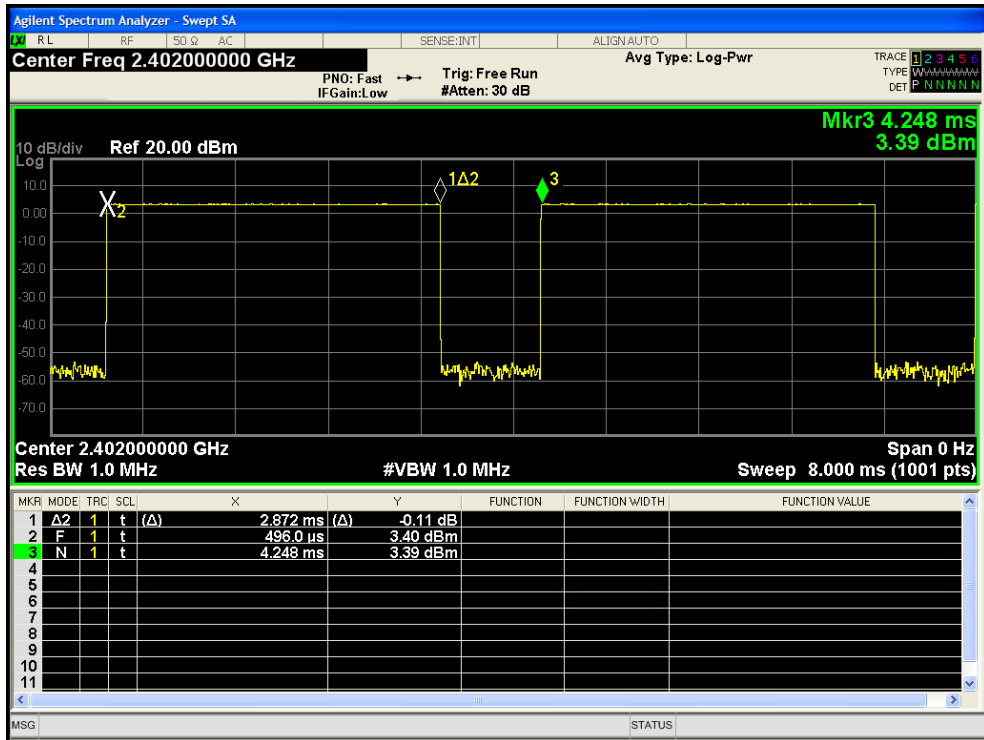 Agilent Spectrum Analyzer - Swept SA
LXI RL RF 50 Ω AC SENSE:INT ALIGN AUTO
Center Freq 2.402000000 GHz Avg Type: Log-Pwr TRACE 1 2 3 4 5 6
PNO: Fast Trig: Free Run TYPE WWWWWW
IFGain:Low #Atten: 30 dB DET P N N N N N
Mkr3 4.248 ms
10 dB/div Ref 20.00 dBm 3.39 dBm
Log
10.0
0.00
-10.0
-20.0
-30.0
-40.0
-50.0
-60.0
-70.0
X2
1Δ2
3
Center 2.402000000 GHz Span 0 Hz
Res BW 1.0 MHz #VBW 1.0 MHz Sweep 8.000 ms (1001 pts)
MKR MODE TRC SCL X Y FUNCTION FUNCTION WIDTH FUNCTION VALUE
1 Δ2 1 t (Δ) 2.872 ms (Δ) -0.11 dB
2 F 1 t 496.0 µs 3.40 dBm
3 N 1 t 4.248 ms 3.39 dBm
4
5
6
7
8
9
10
11
MSG STATUS